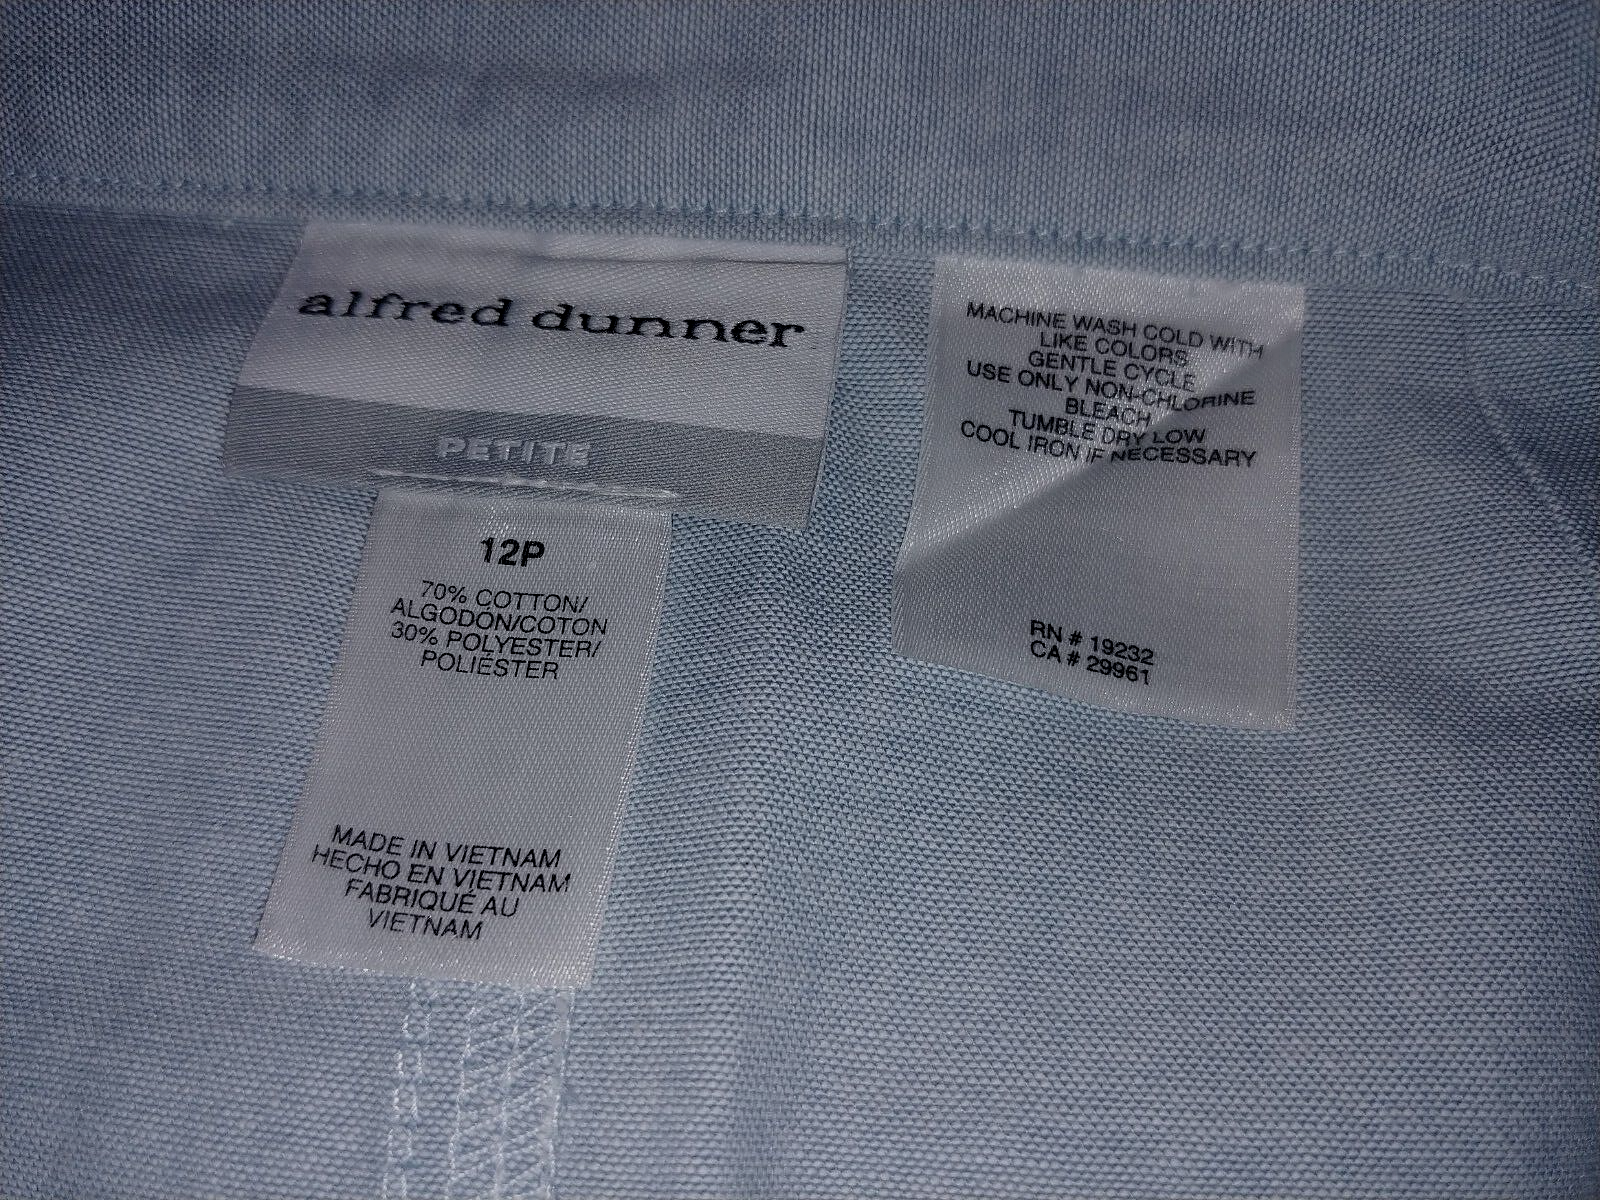 alfred dunner
PETITE
12P
70% COTTON/
ALGODÓN/COTON
30% POLYESTER/
POLIÉSTER
MADE IN VIETNAM
HECHO EN VIETNAM
FABRIQUÉ AU
VIETNAM
MACHINE WASH COLD WITH
LIKE COLORS
GENTLE CYCLE
USE ONLY NON-CHLORINE
BLEACH
TUMBLE DRY LOW
COOL IRON IF NECESSARY
RN # 19232
CA # 29961